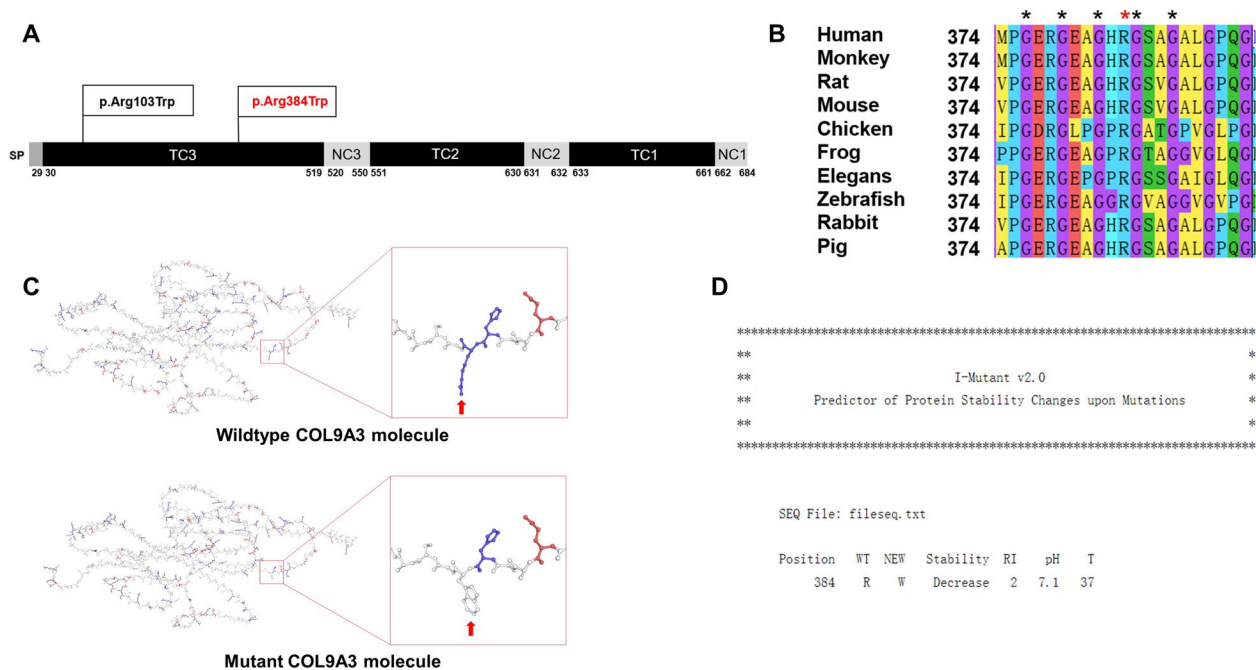 A
p.Arg103Trp
p.Arg384Trp
SP TC3 NC3 TC2 NC2 TC1 NC1
29 30 519 520 550 551 630 631 632 633 661 662 684
B
* * * * * *
Human 374 MPGERGEAGHRGSAGALGPQG
Monkey 374 MPGERGEAGHRGSAGALGPQG
Rat 374 VPGERGEAGHRGSVGALGPQG
Mouse 374 VPGERGEAGHRGSVGALGPQG
Chicken 374 IPGDRGLPGPRGATGPVGLPG
Frog 374 PPGERGEAGPRGTAGGVGLQG
Elegans 374 IPGERGEPGPRGSSGAIGLQG
Zebrafish 374 IPGERGEAGGRGVAGGVGVPG
Rabbit 374 VPGERGEAGHRGSAGALGPQG
Pig 374 APGERGEAGHRGSAGALGPQG
C
Wildtype COL9A3 molecule
Mutant COL9A3 molecule
D
**************************************************************************
** *
** I-Mutant v2.0 *
** Predictor of Protein Stability Changes upon Mutations *
** *
**************************************************************************
SEQ File: fileseq.txt
Position WT NEW Stability RI pH T
384 R W Decrease 2 7.1 37